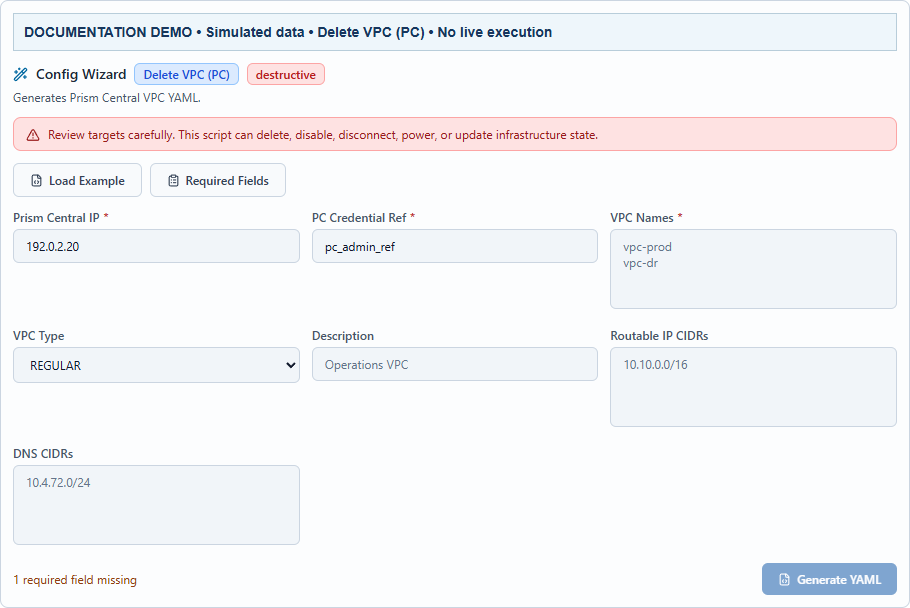 DOCUMENTATION DEMO • Simulated data • Delete VPC (PC) • No live execution
Config Wizard
Delete VPC (PC)
destructive
Generates Prism Central VPC YAML.
Review targets carefully. This script can delete, disable, disconnect, power, or update infrastructure state.
Load Example
Required Fields
Prism Central IP *
192.0.2.20
PC Credential Ref *
pc_admin_ref
VPC Names *
vpc-prod
vpc-dr
VPC Type
REGULAR
Description
Operations VPC
Routable IP CIDRs
10.10.0.0/16
DNS CIDRs
10.4.72.0/24
1 required field missing
Generate YAML